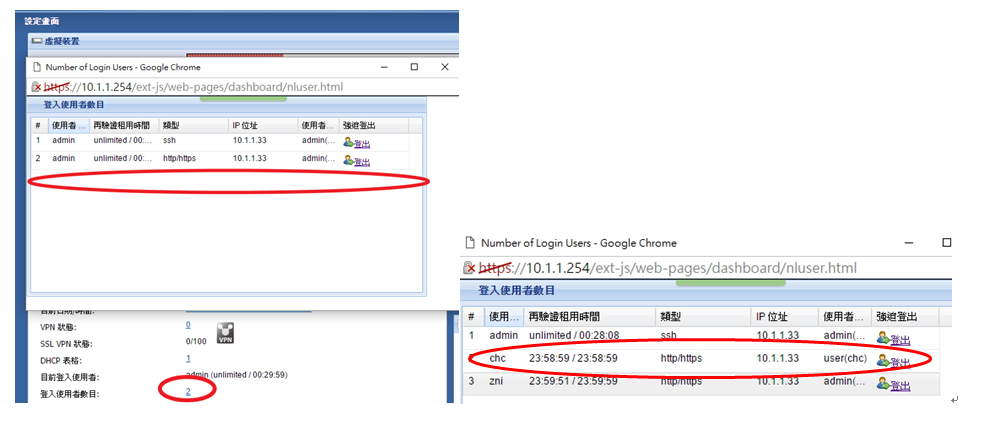 設定畫面
虛擬裝置
Number of Login Users - Google Chrome
https://10.1.1.254/ext-js/web-pages/dashboard/nluser.html
登入使用者數目
# 使用者... 再驗證租用時間 類型 IP 位址 使用者... 強迫登出
1 admin unlimited / 00:... ssh 10.1.1.33 admin(... 登出
2 admin unlimited / 00:... http/https 10.1.1.33 admin(... 登出
目前日期/時間:
VPN 狀態: 0 VPN
SSL VPN 狀態: 0/100
DHCP 表格: 1
目前登入使用者: admin (unlimited / 00:29:59)
登入使用者數目: 2
Number of Login Users - Google Chrome
https://10.1.1.254/ext-js/web-pages/dashboard/nluser.html
登入使用者數目
# 使用... 再驗證租用時間 類型 IP 位址 使用者... 強迫登出
1 admin unlimited / 00:28:08 ssh 10.1.1.33 admin(... 登出
chc 23:58:59 / 23:58:59 http/https 10.1.1.33 user(chc) 登出
3 zni 23:59:51 / 23:59:59 http/https 10.1.1.33 admin(... 登出